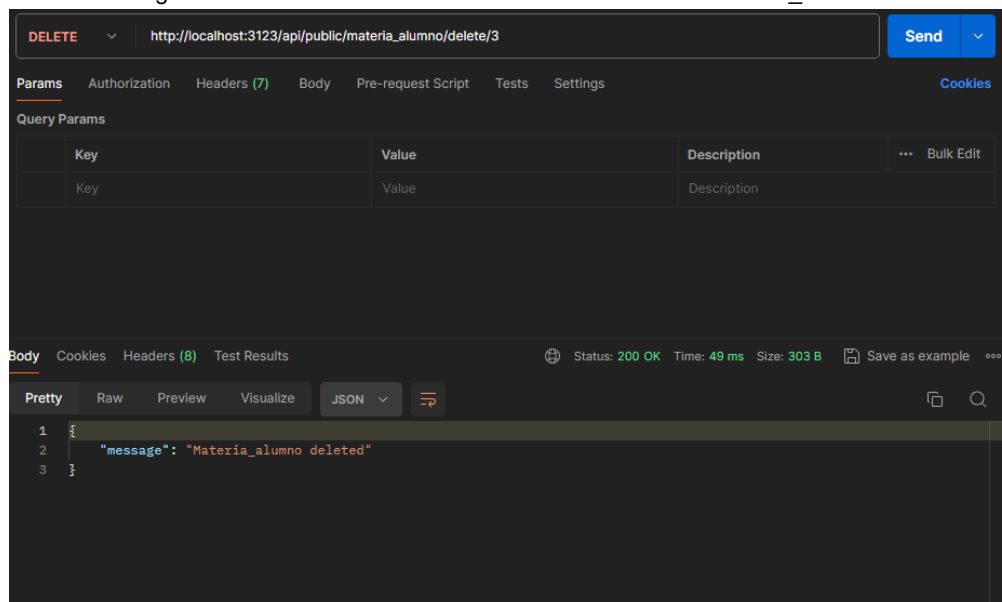 DELETE http://localhost:3123/api/public/materia_alumno/delete/3 Send
Params Authorization Headers (7) Body Pre-request Script Tests Settings Cookies
Query Params
Key Value Description ••• Bulk Edit
Key Value Description
Body Cookies Headers (8) Test Results Status: 200 OK Time: 49 ms Size: 303 B Save as example
Pretty Raw Preview Visualize JSON
1 {
2 "message": "Materia_alumno deleted"
3 }